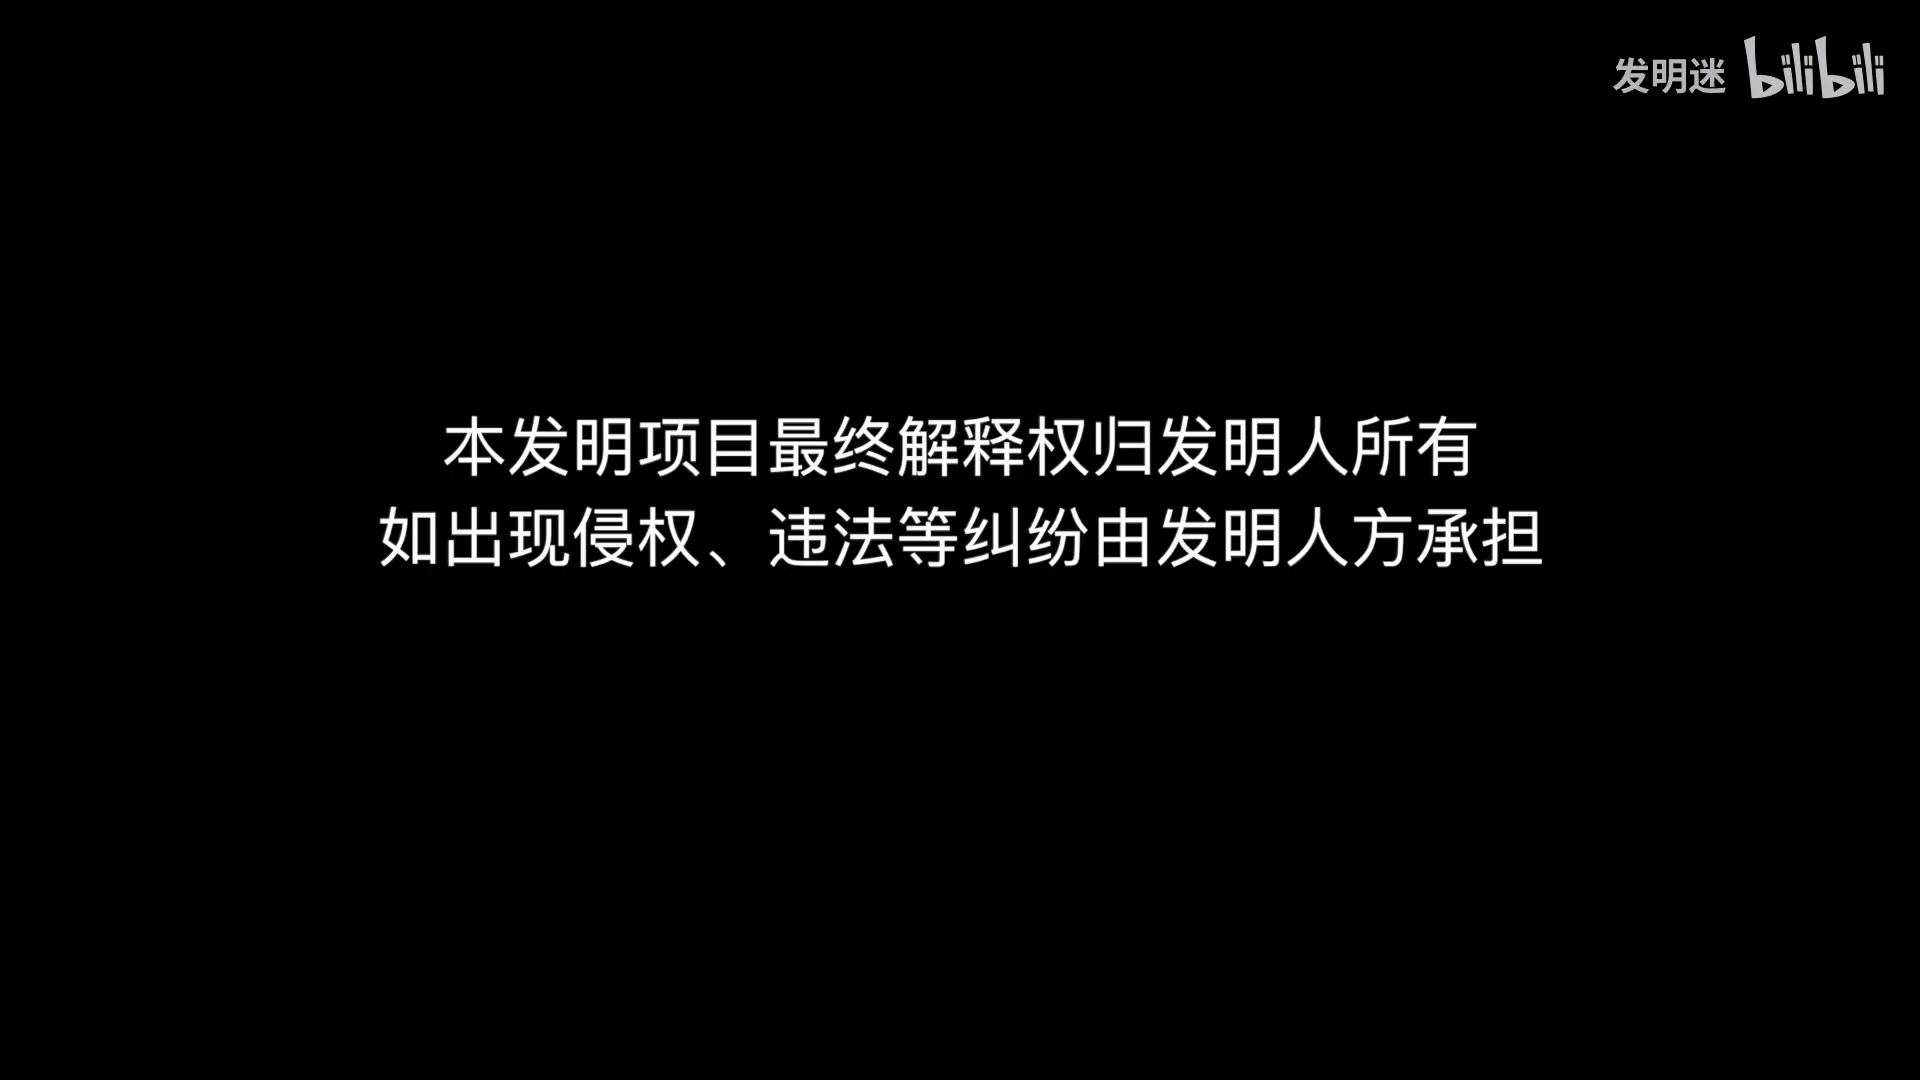 发明迷 bilibili
本发明项目最终解释权归发明人所有
如出现侵权、违法等纠纷由发明人方承担